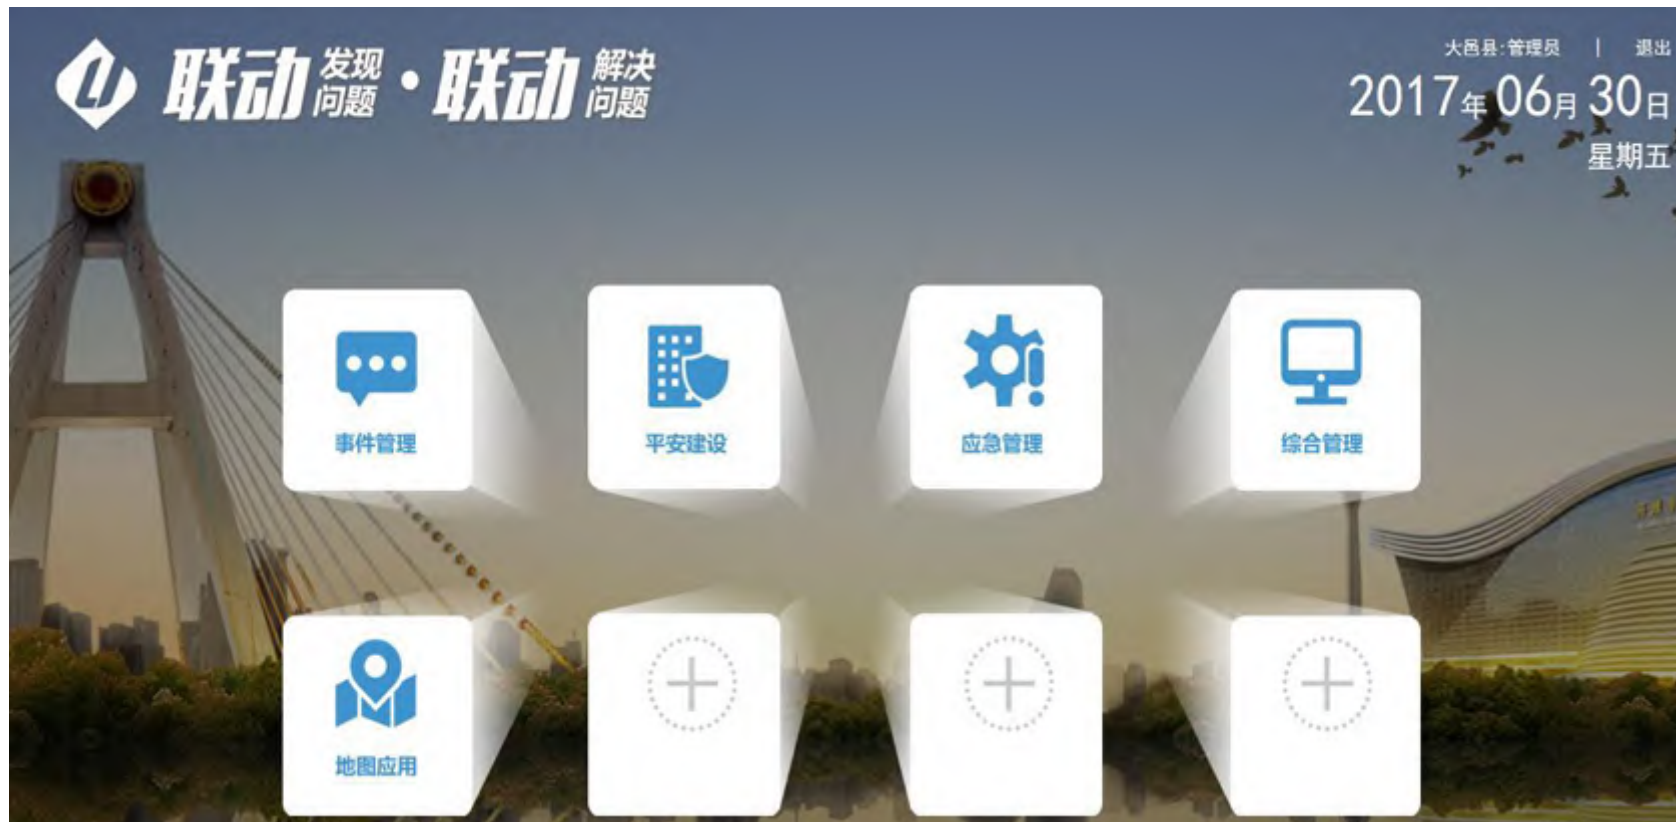 联动发现问题·联动解决问题
大邑县:管理员 | 退出
2017年06月30日
星期五
事件管理
平安建设
应急管理
综合管理
地图应用